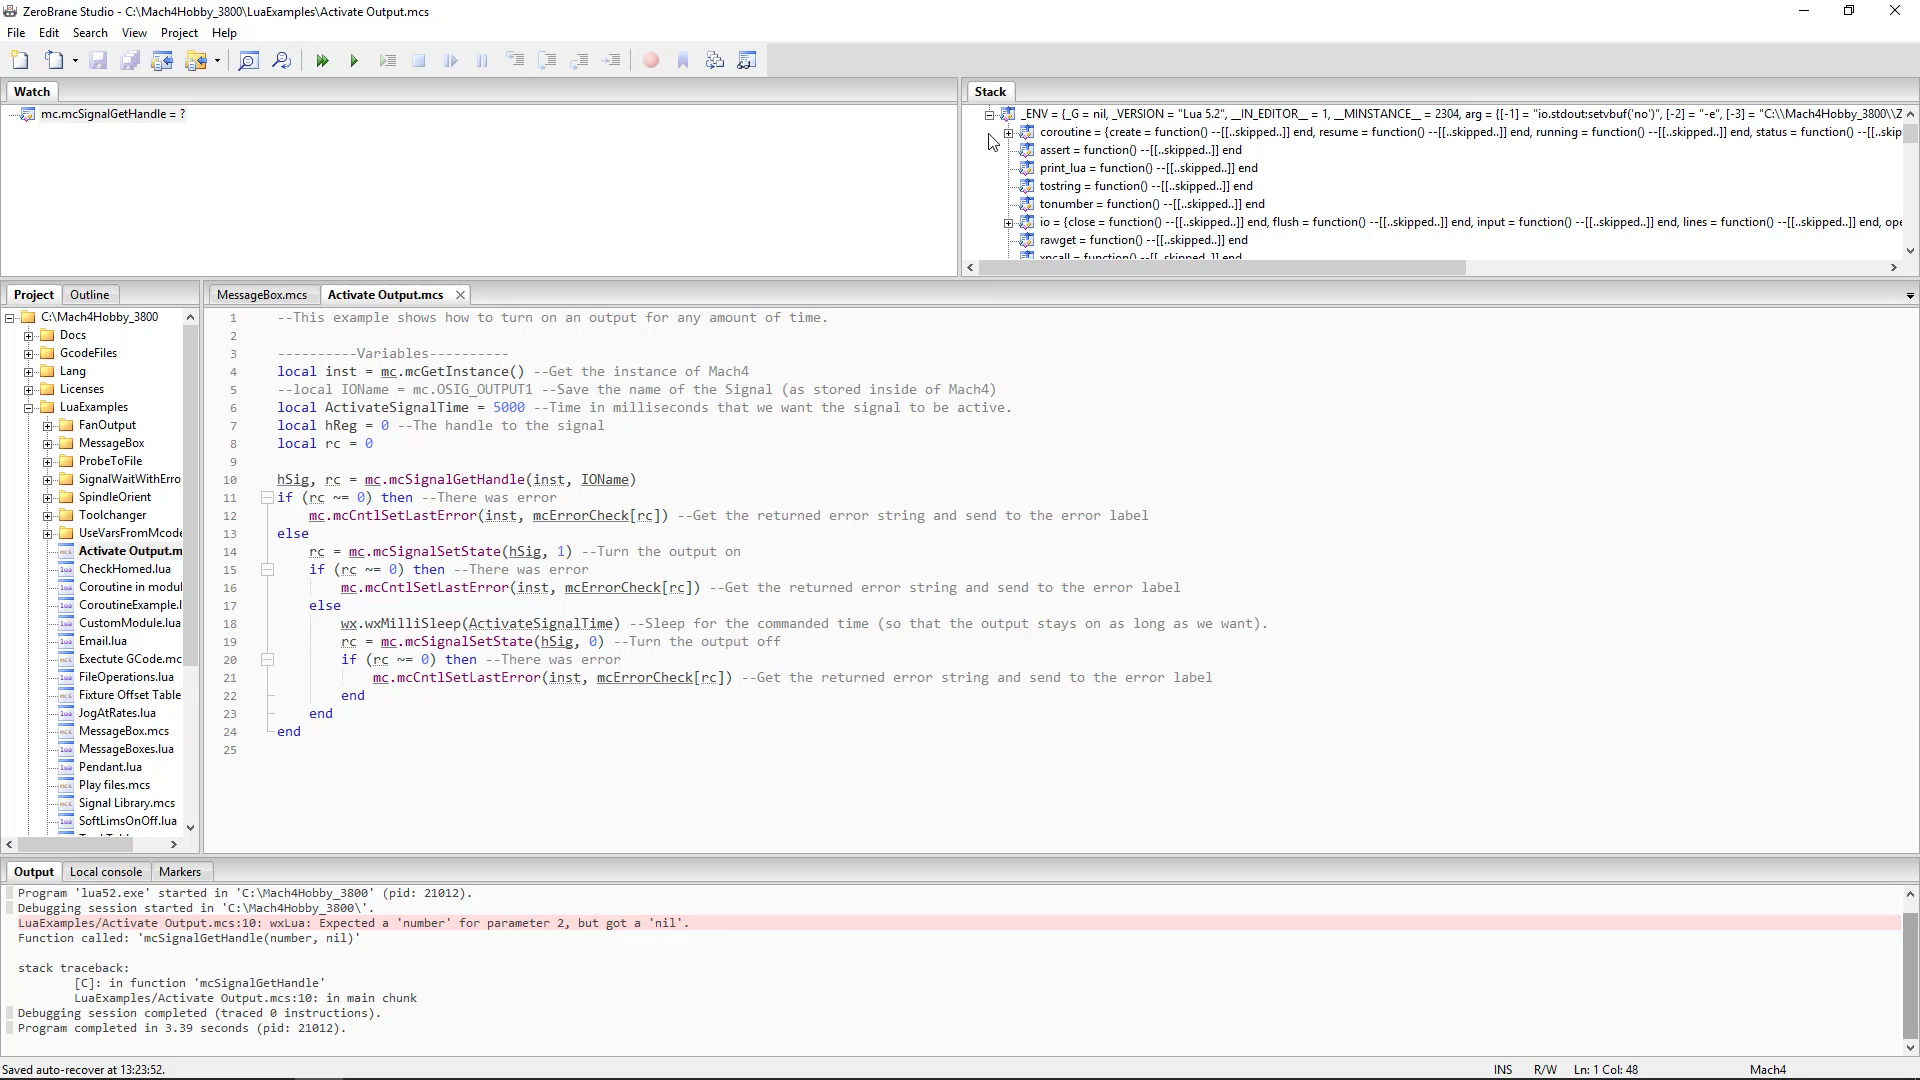 ZeroBrane Studio - C:\Mach4Hobby_3800\LuaExamples\Activate Output.mcs
File Edit Search View Project Help
Watch
mc.mcSignalGetHandle = ?
Stack
_ENV = {_G = nil, _VERSION = "Lua 5.2", __IN_EDITOR__ = 1, __MINSTANCE__ = 2304, arg = {[-1] = "io.stdout:setvbuf('no')", [-2] = "-e", [-3] = "C:\\Mach4Hobby_3800\\Z
coroutine = {create = function() --[[..skipped..]] end, resume = function() --[[..skipped..]] end, running = function() --[[..skipped..]] end, status = function() --[[..skip
assert = function() --[[..skipped..]] end
print_lua = function() --[[..skipped..]] end
tostring = function() --[[..skipped..]] end
tonumber = function() --[[..skipped..]] end
io = {close = function() --[[..skipped..]] end, flush = function() --[[..skipped..]] end, input = function() --[[..skipped..]] end, lines = function() --[[..skipped..]] end, ope
rawget = function() --[[..skipped..]] end
xpcall = function() --[[..skipped..]] end
Project Outline
C:\Mach4Hobby_3800
Docs
GcodeFiles
Lang
Licenses
LuaExamples
FanOutput
MessageBox
ProbeToFile
SignalWaitWithErro
SpindleOrient
Toolchanger
UseVarsFromMcode
Activate Output.m
CheckHomed.lua
Coroutine in modul
CoroutineExample.l
CustomModule.lua
Email.lua
Exectute GCode.mc
FileOperations.lua
Fixture Offset Table
JogAtRates.lua
MessageBox.mcs
MessageBoxes.lua
Pendant.lua
Play files.mcs
Signal Library.mcs
SoftLimsOnOff.lua
MessageBox.mcs Activate Output.mcs
1 --This example shows how to turn on an output for any amount of time.
2
3 ----------Variables----------
4 local inst = mc.mcGetInstance() --Get the instance of Mach4
5 --local IOName = mc.OSIG_OUTPUT1 --Save the name of the Signal (as stored inside of Mach4)
6 local ActivateSignalTime = 5000 --Time in milliseconds that we want the signal to be active.
7 local hReg = 0 --The handle to the signal
8 local rc = 0
9
10 hSig, rc = mc.mcSignalGetHandle(inst, IOName)
11 if (rc ~= 0) then --There was error
12 mc.mcCntlSetLastError(inst, mcErrorCheck[rc]) --Get the returned error string and send to the error label
13 else
14 rc = mc.mcSignalSetState(hSig, 1) --Turn the output on
15 if (rc ~= 0) then --There was error
16 mc.mcCntlSetLastError(inst, mcErrorCheck[rc]) --Get the returned error string and send to the error label
17 else
18 wx.wxMilliSleep(ActivateSignalTime) --Sleep for the commanded time (so that the output stays on as long as we want).
19 rc = mc.mcSignalSetState(hSig, 0) --Turn the output off
20 if (rc ~= 0) then --There was error
21 mc.mcCntlSetLastError(inst, mcErrorCheck[rc]) --Get the returned error string and send to the error label
22 end
23 end
24 end
25
Output Local console Markers
Program 'lua52.exe' started in 'C:\Mach4Hobby_3800' (pid: 21012).
Debugging session started in 'C:\Mach4Hobby_3800\'.
LuaExamples/Activate Output.mcs:10: wxLua: Expected a 'number' for parameter 2, but got a 'nil'.
Function called: 'mcSignalGetHandle(number, nil)'
stack traceback:
[C]: in function 'mcSignalGetHandle'
LuaExamples/Activate Output.mcs:10: in main chunk
Debugging session completed (traced 0 instructions).
Program completed in 3.39 seconds (pid: 21012).
Saved auto-recover at 13:23:52.
INS R/W Ln: 1 Col: 48 Mach4